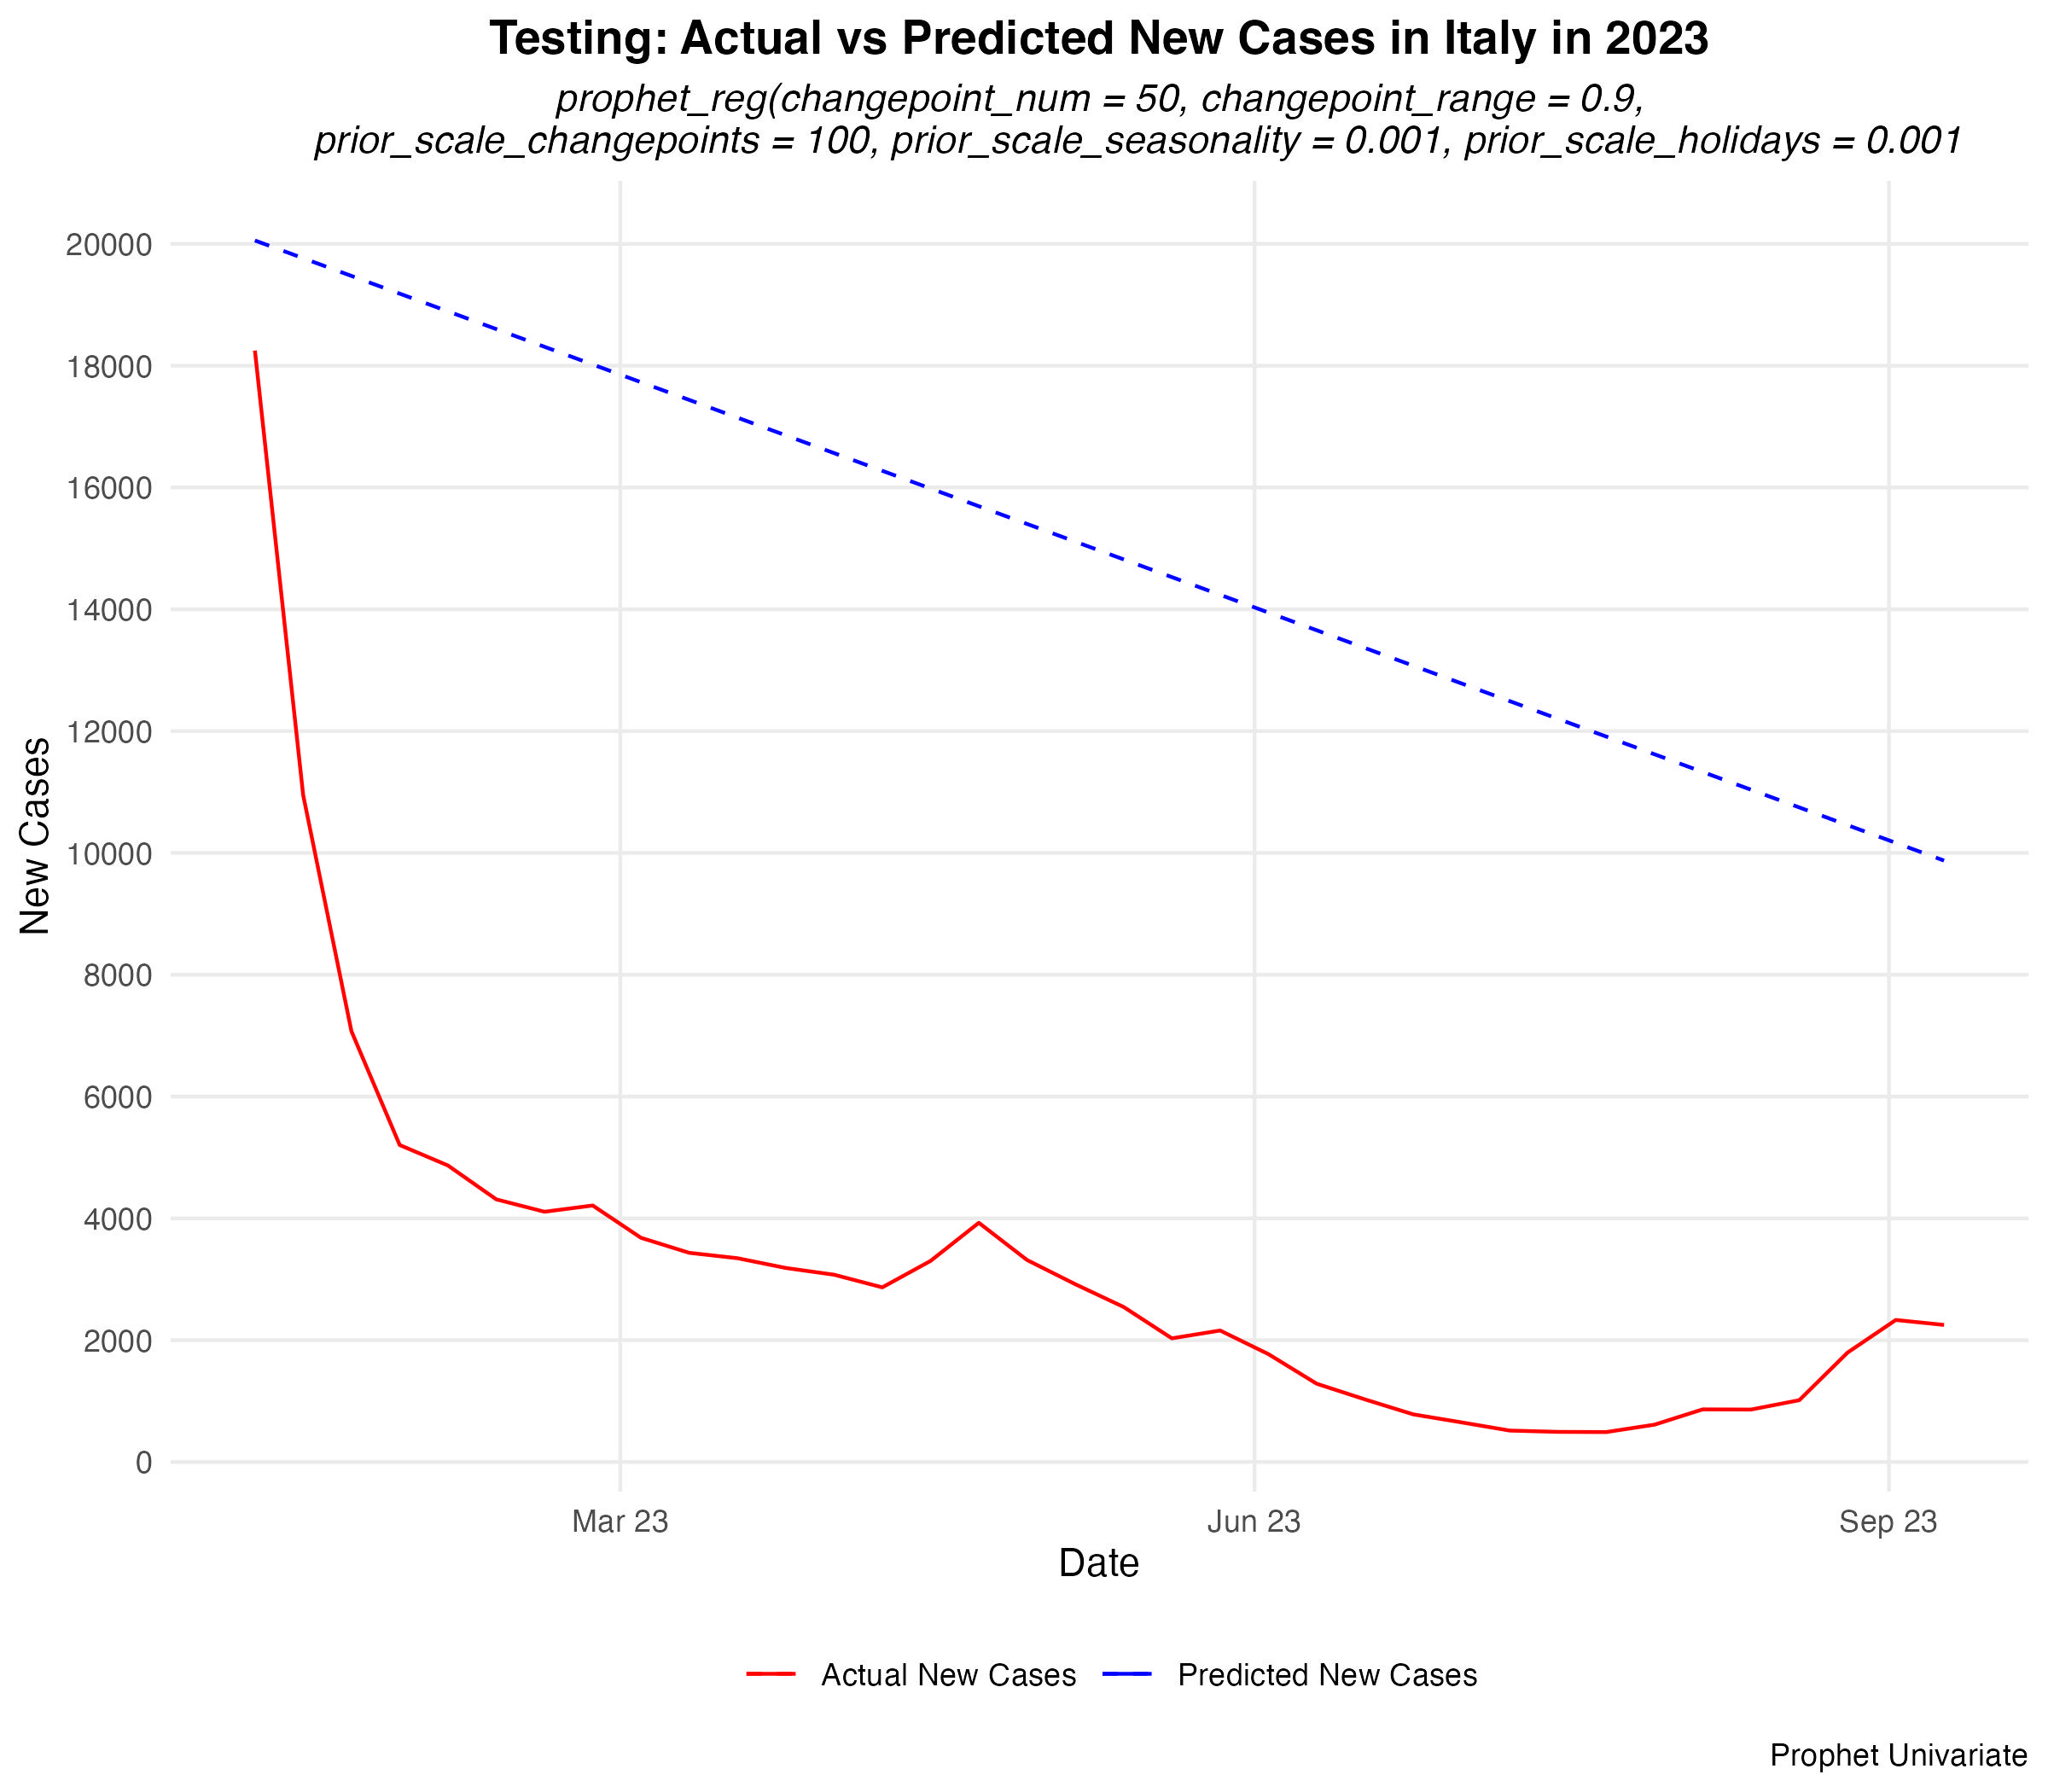 Testing: Actual vs Predicted New Cases in Italy in 2023
prophet_reg(changepoint_num = 50, changepoint_range = 0.9,
prior_scale_changepoints = 100, prior_scale_seasonality = 0.001, prior_scale_holidays = 0.001
New Cases
20000
18000
16000
14000
12000
10000
8000
6000
4000
2000
0
Mar 23
Jun 23
Sep 23
Date
Actual New Cases
Predicted New Cases
Prophet Univariate